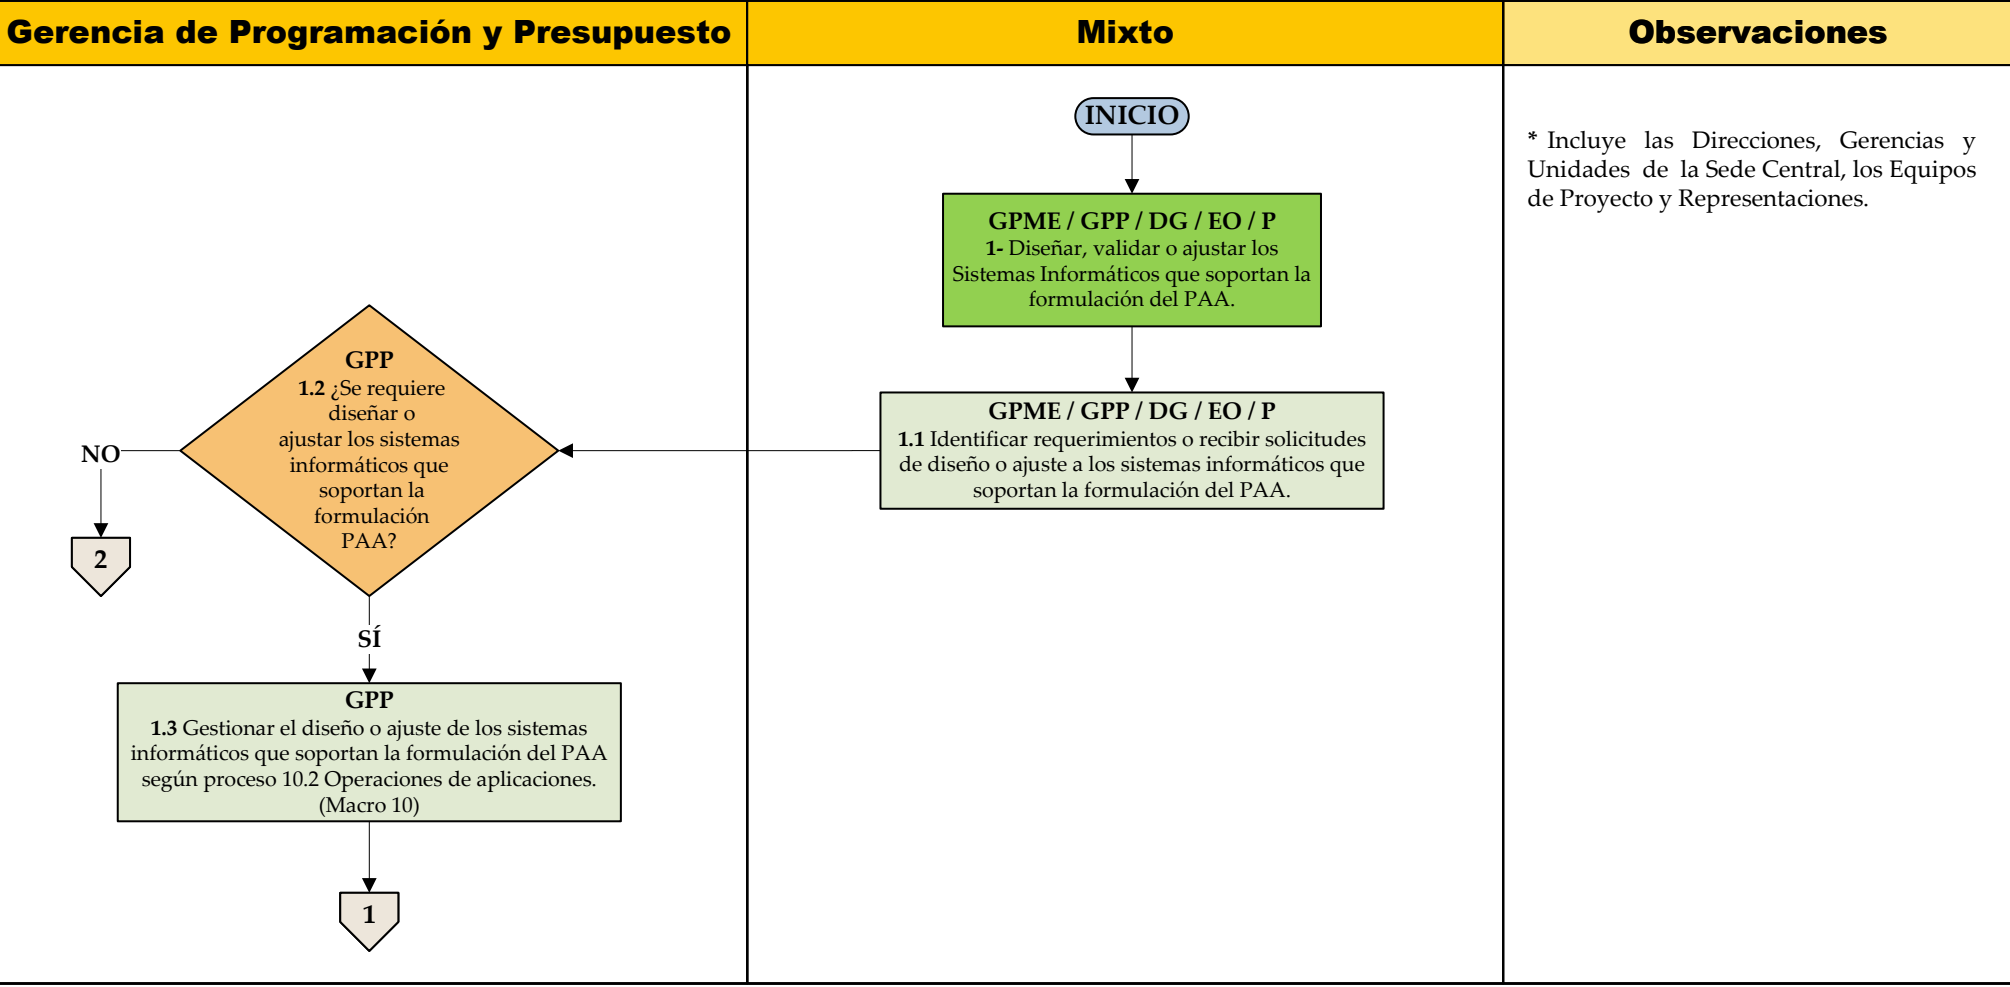 Gerencia de Programación y Presupuesto
Mixto
Observaciones
INICIO
* Incluye las Direcciones, Gerencias y
Unidades de la Sede Central, los Equipos
de Proyecto y Representaciones.
GPME / GPP / DG / EO / P
1- Diseñar, validar o ajustar los
Sistemas Informáticos que soportan la
formulación del PAA.
GPME / GPP / DG / EO / P
1.1 Identificar requerimientos o recibir solicitudes
de diseño o ajuste a los sistemas informáticos que
soportan la formulación del PAA.
GPP
1.2 ¿Se requiere
diseñar o
ajustar los sistemas
informáticos que
soportan la
formulación
PAA?
NO
2
SÍ
GPP
1.3 Gestionar el diseño o ajuste de los sistemas
informáticos que soportan la formulación del PAA
según proceso 10.2 Operaciones de aplicaciones.
(Macro 10)
1